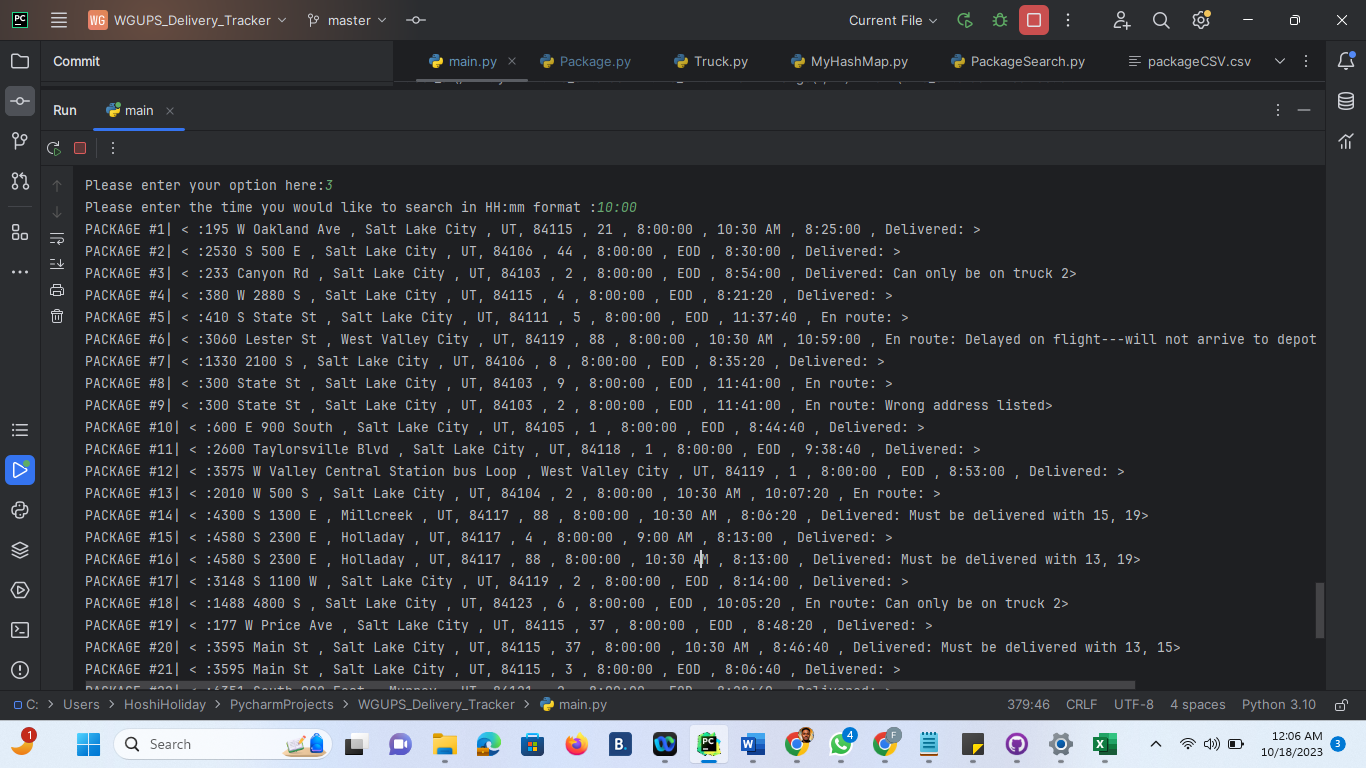 PC WG WGUPS_Delivery_Tracker master Current File
Commit main.py Package.py Truck.py MyHashMap.py PackageSearch.py packageCSV.csv
Run main
Please enter your option here:3
Please enter the time you would like to search in HH:mm format :10:00
PACKAGE #1| < :195 W Oakland Ave , Salt Lake City , UT, 84115 , 21 , 8:00:00 , 10:30 AM , 8:25:00 , Delivered: >
PACKAGE #2| < :2530 S 500 E , Salt Lake City , UT, 84106 , 44 , 8:00:00 , EOD , 8:30:00 , Delivered: >
PACKAGE #3| < :233 Canyon Rd , Salt Lake City , UT, 84103 , 2 , 8:00:00 , EOD , 8:54:00 , Delivered: Can only be on truck 2>
PACKAGE #4| < :380 W 2880 S , Salt Lake City , UT, 84115 , 4 , 8:00:00 , EOD , 8:21:20 , Delivered: >
PACKAGE #5| < :410 S State St , Salt Lake City , UT, 84111 , 5 , 8:00:00 , EOD , 11:37:40 , En route: >
PACKAGE #6| < :3060 Lester St , West Valley City , UT, 84119 , 88 , 8:00:00 , 10:30 AM , 10:59:00 , En route: Delayed on flight---will not arrive to depot
PACKAGE #7| < :1330 2100 S , Salt Lake City , UT, 84106 , 8 , 8:00:00 , EOD , 8:35:20 , Delivered: >
PACKAGE #8| < :300 State St , Salt Lake City , UT, 84103 , 9 , 8:00:00 , EOD , 11:41:00 , En route: >
PACKAGE #9| < :300 State St , Salt Lake City , UT, 84103 , 2 , 8:00:00 , EOD , 11:41:00 , En route: Wrong address listed>
PACKAGE #10| < :600 E 900 South , Salt Lake City , UT, 84105 , 1 , 8:00:00 , EOD , 8:44:40 , Delivered: >
PACKAGE #11| < :2600 Taylorsville Blvd , Salt Lake City , UT, 84118 , 1 , 8:00:00 , EOD , 9:38:40 , Delivered: >
PACKAGE #12| < :3575 W Valley Central Station bus Loop , West Valley City , UT, 84119 , 1 , 8:00:00 , EOD , 8:53:00 , Delivered: >
PACKAGE #13| < :2010 W 500 S , Salt Lake City , UT, 84104 , 2 , 8:00:00 , 10:30 AM , 10:07:20 , En route: >
PACKAGE #14| < :4300 S 1300 E , Millcreek , UT, 84117 , 88 , 8:00:00 , 10:30 AM , 8:06:20 , Delivered: Must be delivered with 15, 19>
PACKAGE #15| < :4580 S 2300 E , Holladay , UT, 84117 , 4 , 8:00:00 , 9:00 AM , 8:13:00 , Delivered: >
PACKAGE #16| < :4580 S 2300 E , Holladay , UT, 84117 , 88 , 8:00:00 , 10:30 AM , 8:13:00 , Delivered: Must be delivered with 13, 19>
PACKAGE #17| < :3148 S 1100 W , Salt Lake City , UT, 84119 , 2 , 8:00:00 , EOD , 8:14:00 , Delivered: >
PACKAGE #18| < :1488 4800 S , Salt Lake City , UT, 84123 , 6 , 8:00:00 , EOD , 10:05:20 , En route: Can only be on truck 2>
PACKAGE #19| < :177 W Price Ave , Salt Lake City , UT, 84115 , 37 , 8:00:00 , EOD , 8:48:20 , Delivered: >
PACKAGE #20| < :3595 Main St , Salt Lake City , UT, 84115 , 37 , 8:00:00 , 10:30 AM , 8:46:40 , Delivered: Must be delivered with 13, 15>
PACKAGE #21| < :3595 Main St , Salt Lake City , UT, 84115 , 3 , 8:00:00 , EOD , 8:06:40 , Delivered: >
C: > Users > HoshiHoliday > PycharmProjects > WGUPS_Delivery_Tracker > main.py 379:46 CRLF UTF-8 4 spaces Python 3.10
1 Search B. PC W 4 F 12:06 AM
10/18/2023 3